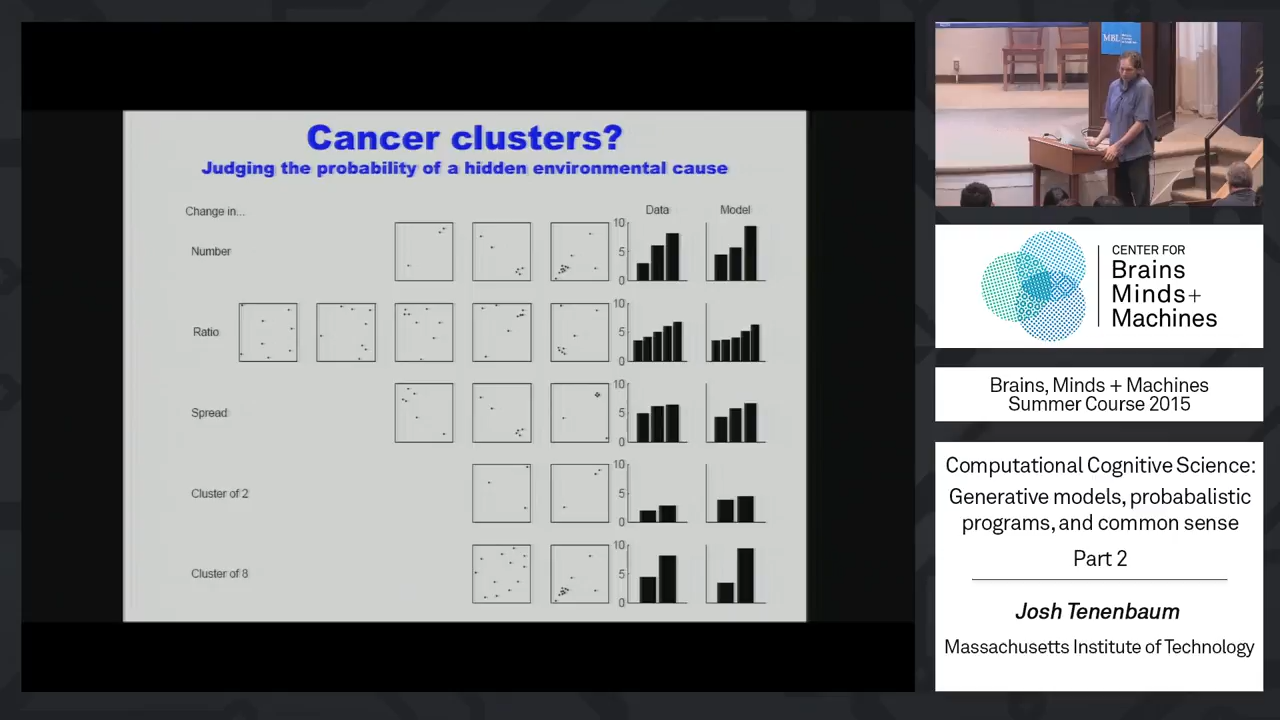 Cancer clusters?
Judging the probability of a hidden environmental cause
Change in...
Data
Model
Number
10
5
0
Ratio
10
5
0
Spread
10
5
0
Cluster of 2
10
5
0
Cluster of 8
10
5
0
MBL
CENTER FOR
Brains
Minds+
Machines
Brains, Minds + Machines
Summer Course 2015
Computational Cognitive Science:
Generative models, probabalistic
programs, and common sense
Part 2
Josh Tenenbaum
Massachusetts Institute of Technology